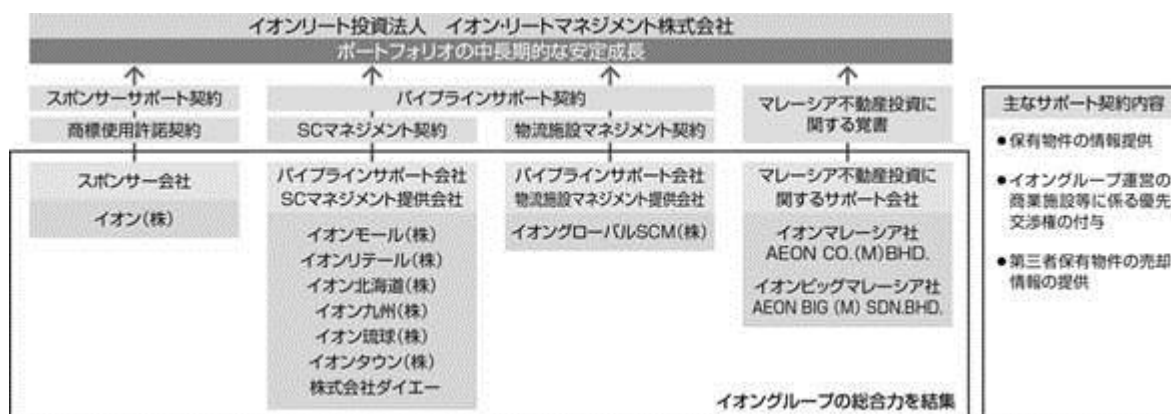 イオンリート投資法人　イオン・リートマネジメント株式会社
ポートフォリオの中長期的な安定成長
スポンサーサポート契約
商標使用許諾契約
パイプラインサポート契約
SCマネジメント契約
物流施設マネジメント契約
マレーシア不動産投資に
関する覚書
スポンサー会社
イオン(株)
パイプラインサポート会社
SCマネジメント提供会社
イオンモール(株)
イオンリテール(株)
イオン北海道(株)
イオン九州(株)
イオン琉球(株)
イオンタウン(株)
株式会社ダイエー
パイプラインサポート会社
物流施設マネジメント提供会社
イオングローバルSCM(株)
マレーシア不動産投資に
関するサポート会社
イオンマレーシア社
AEON CO.(M)BHD.
イオンビッグマレーシア社
AEON BIG (M) SDN.BHD.
イオングループの総合力を結集
主なサポート契約内容
●保有物件の情報提供
●イオングループ運営の
商業施設等に係る優先
交渉権の付与
●第三者保有物件の売却
情報の提供